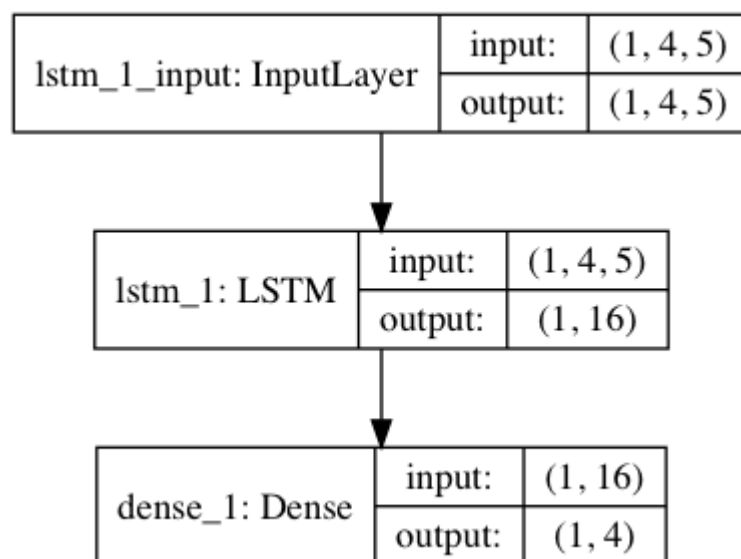 lstm_1_input: InputLayer
input: (1, 4, 5)
output: (1, 4, 5)
lstm_1: LSTM
input: (1, 4, 5)
output: (1, 16)
dense_1: Dense
input: (1, 16)
output: (1, 4)